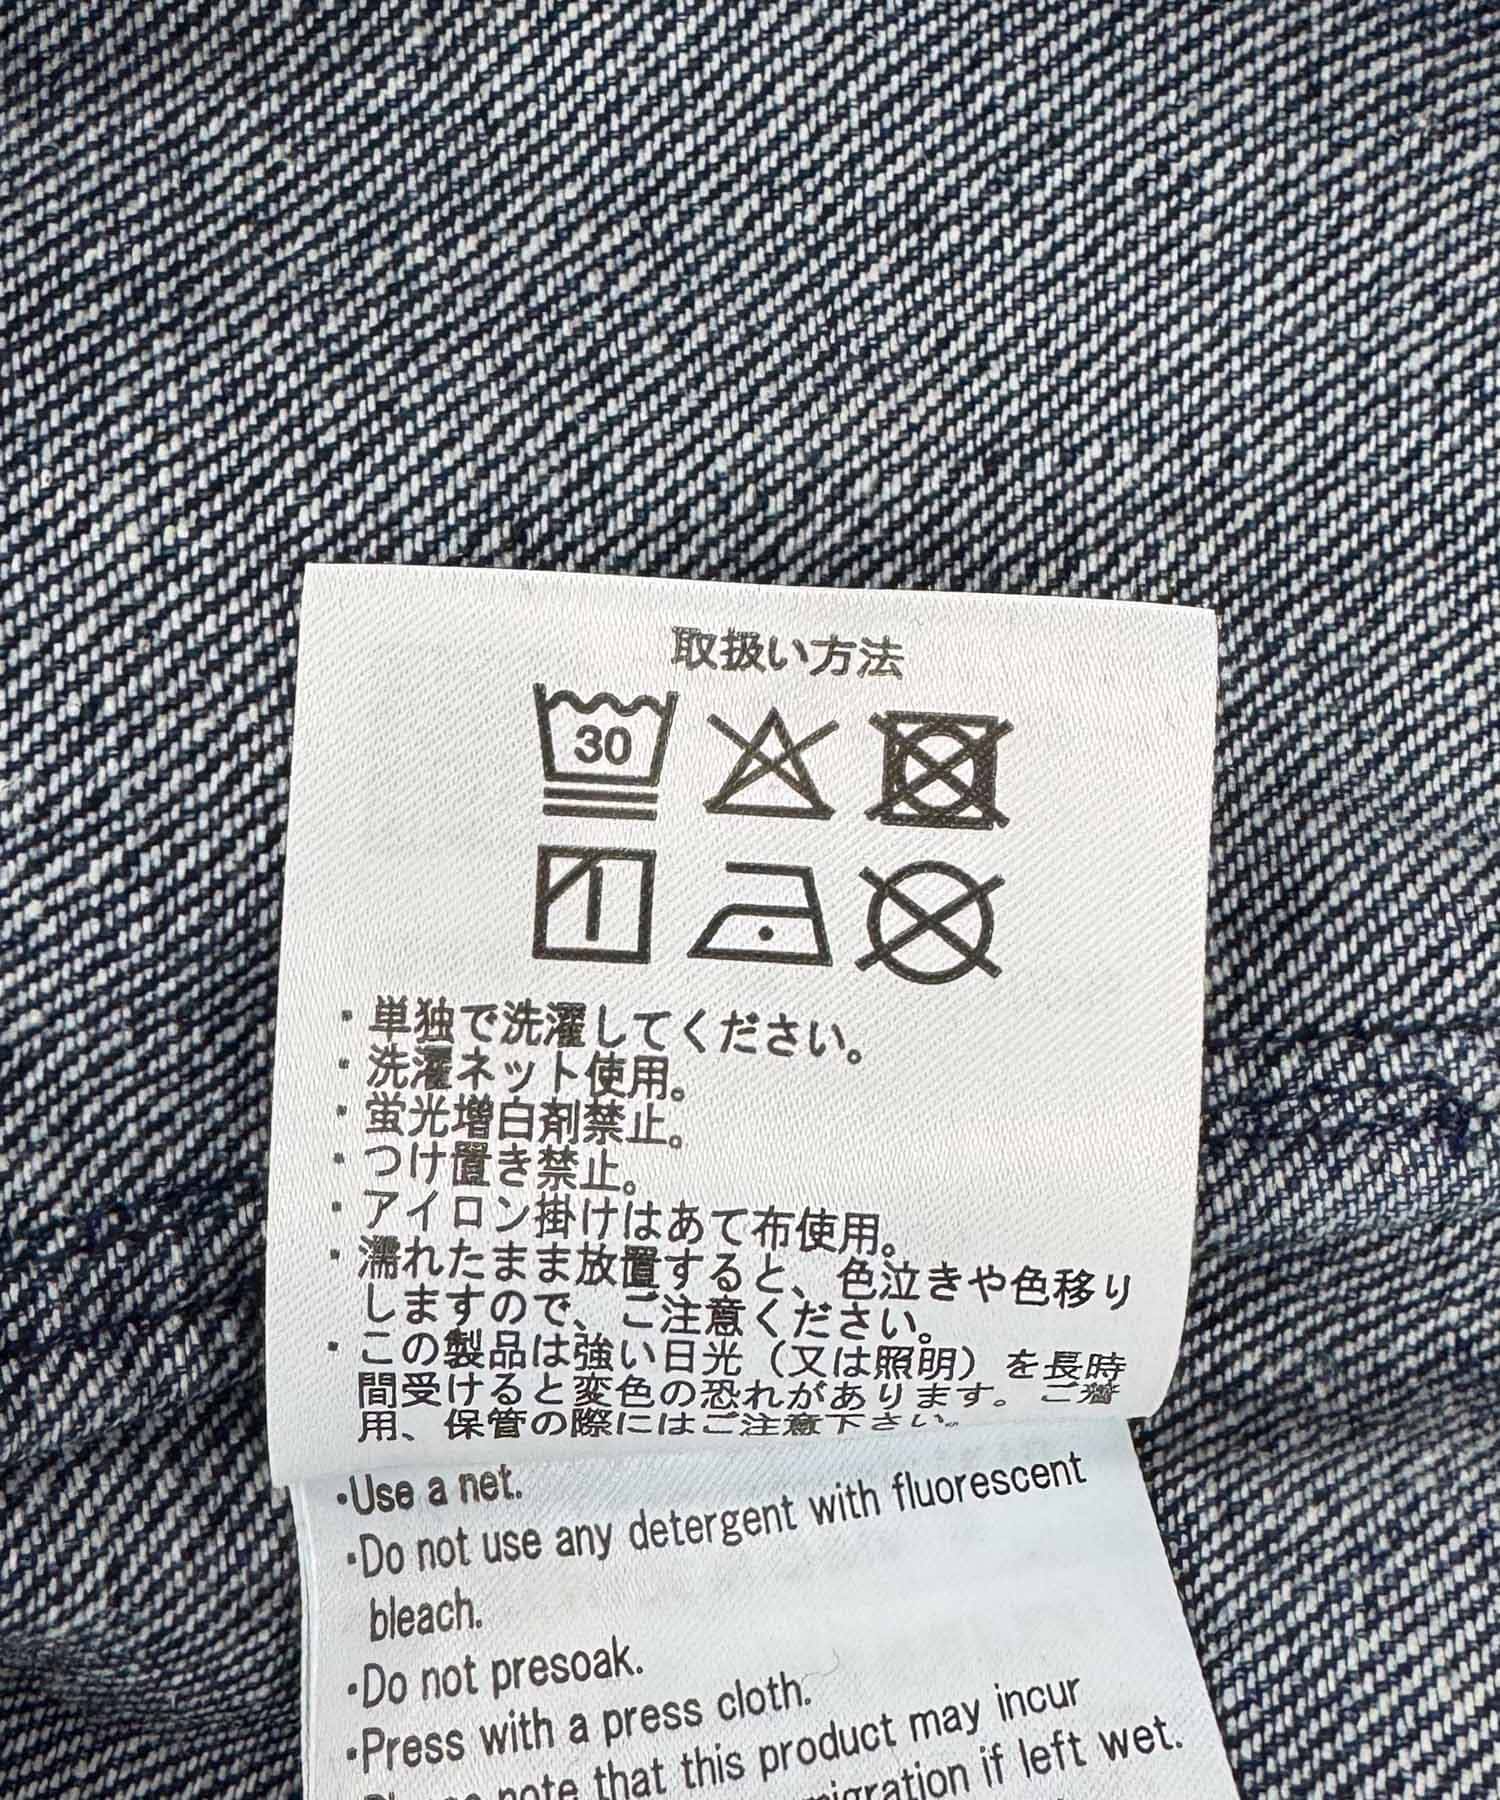 取扱い方法
30
・単独で洗濯してください。
・洗濯ネット使用。
・蛍光増白剤禁止。
・つけ置き禁止。
・アイロン掛けはあて布使用。
・濡れたまま放置すると、色泣きや色移り
しますので、ご注意ください。
・この製品は強い日光（又は照明）を長時
間受けると変色の恐れがあります。ご着
用、保管の際にはご注意下さい。
・Use a net.
・Do not use any detergent with fluorescent
bleach.
・Do not presoak.
・Press with a press cloth.
note that this product may incur
migration if left wet.